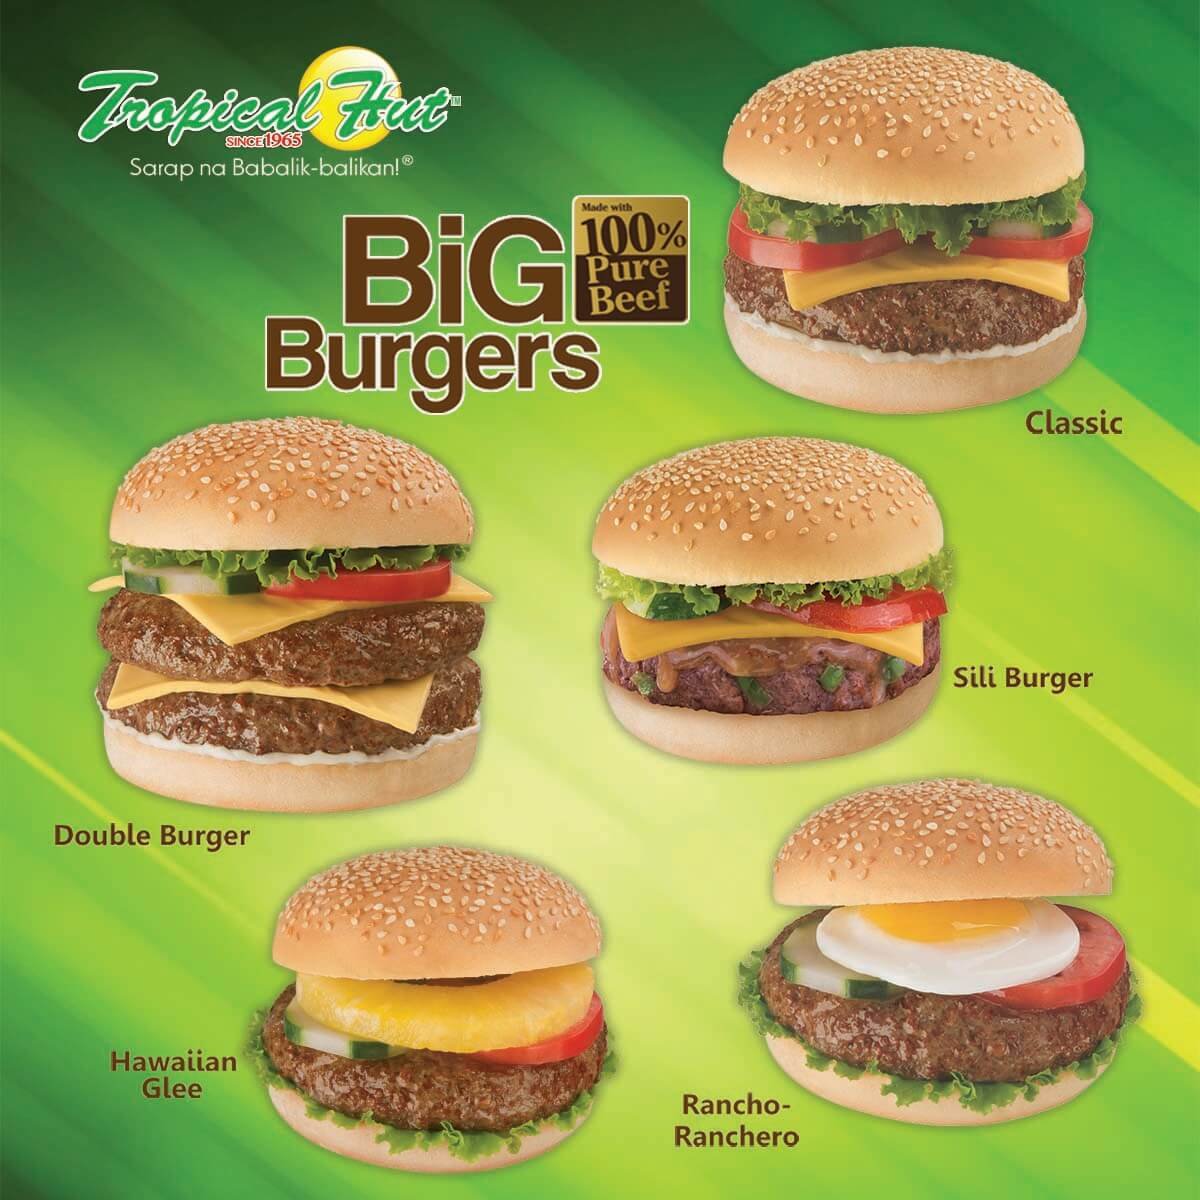 Tropical Hut™
SINCE 1965
Sarap na Babalik-balikan!®
BiG
Burgers
Made with
100%
Pure
Beef
Classic
Double Burger
Sili Burger
Hawaiian
Glee
Rancho-
Ranchero